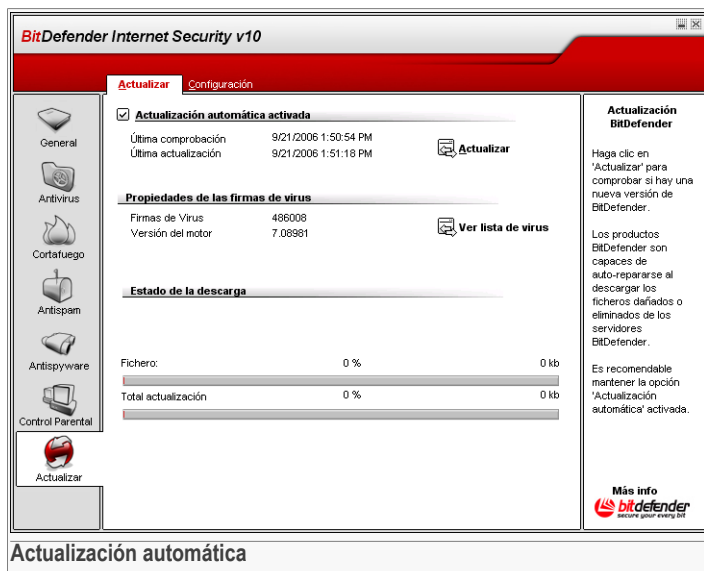 BitDefender Internet Security v10
Actualizar Configuración
General
Antivirus
Cortafuego
Antispam
Antispyware
Control Parental
Actualizar
Actualización automática activada
Última comprobación 9/21/2006 1:50:54 PM
Última actualización 9/21/2006 1:51:18 PM
Actualizar
Propiedades de las firmas de virus
Firmas de Virus 486008
Versión del motor 7.08981
Ver lista de virus
Estado de la descarga
Fichero: 0 % 0 kb
Total actualización 0 % 0 kb
Actualización
BitDefender
Haga clic en
'Actualizar' para
comprobar si hay una
nueva versión de
BitDefender.
Los productos
BitDefender son
capaces de
auto-repararse al
descargar los
ficheros dañados o
eliminados de los
servidores
BitDefender.
Es recomendable
mantener la opción
'Actualización
automática' activada.
Más info
bitdefender
secure your every bit
Actualización automática